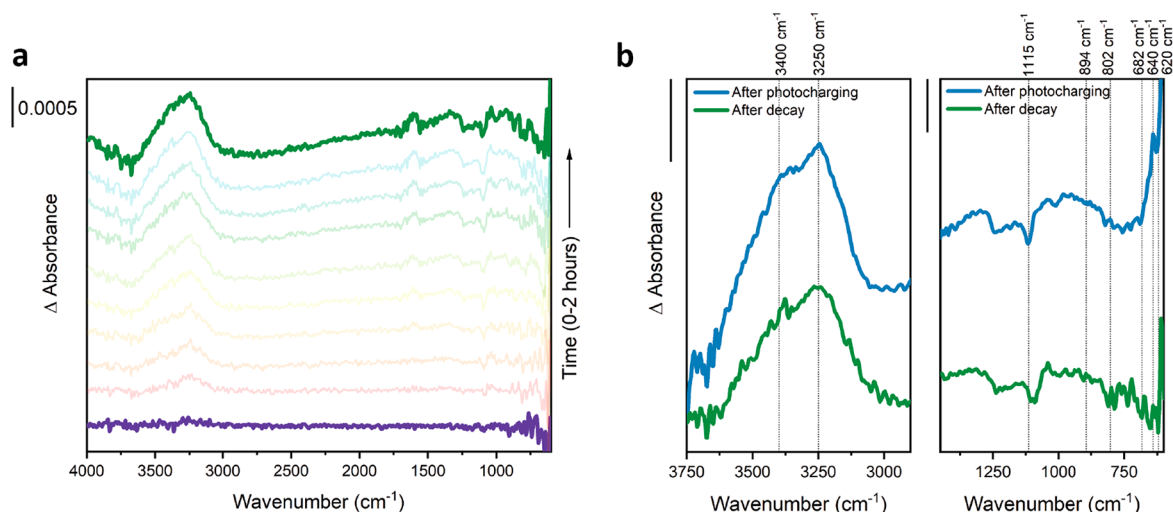 a
0.0005
Δ Absorbance
Time (0-2 hours)
4000 3500 3000 2500 2000 1500 1000
Wavenumber (cm⁻¹)
b
3400 cm⁻¹
3250 cm⁻¹
After photocharging
After decay
Δ Absorbance
3750 3500 3250 3000
Wavenumber (cm⁻¹)
1115 cm⁻¹
894 cm⁻¹
802 cm⁻¹
682 cm⁻¹
640 cm⁻¹
620 cm⁻¹
After photocharging
After decay
1250 1000 750
Wavenumber (cm⁻¹)